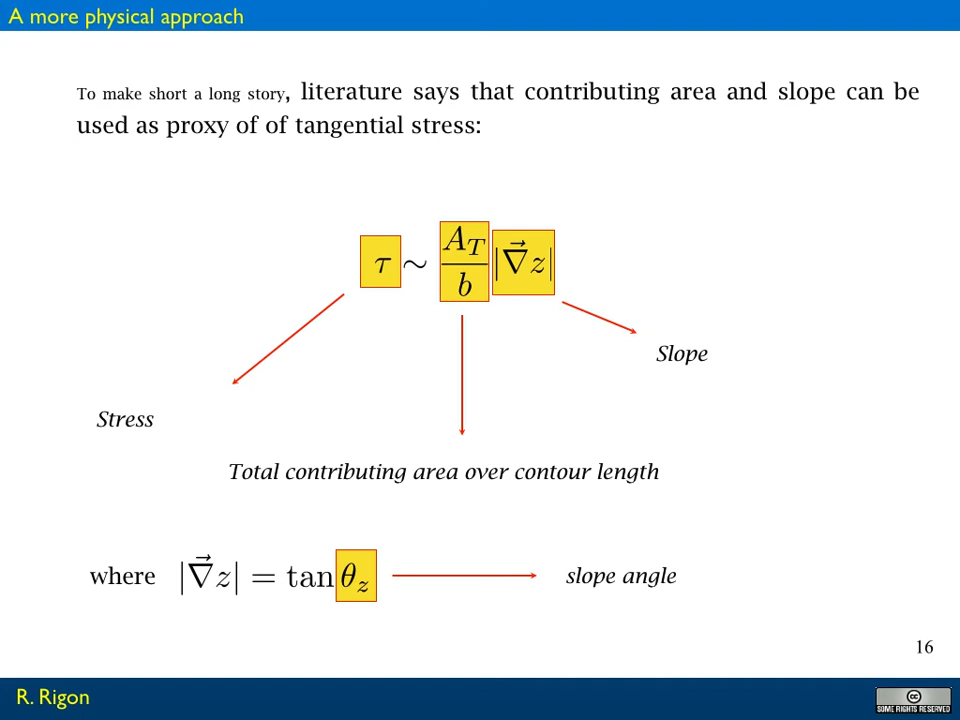 A more physical approach
To make short a long story, literature says that contributing area and slope can be
used as proxy of of tangential stress:
τ ∼ A_T / b |∇⃗z|
Slope
Stress
Total contributing area over contour length
where |∇⃗z| = tan θ_z slope angle
16
R. Rigon
cc
SOME RIGHTS RESERVED